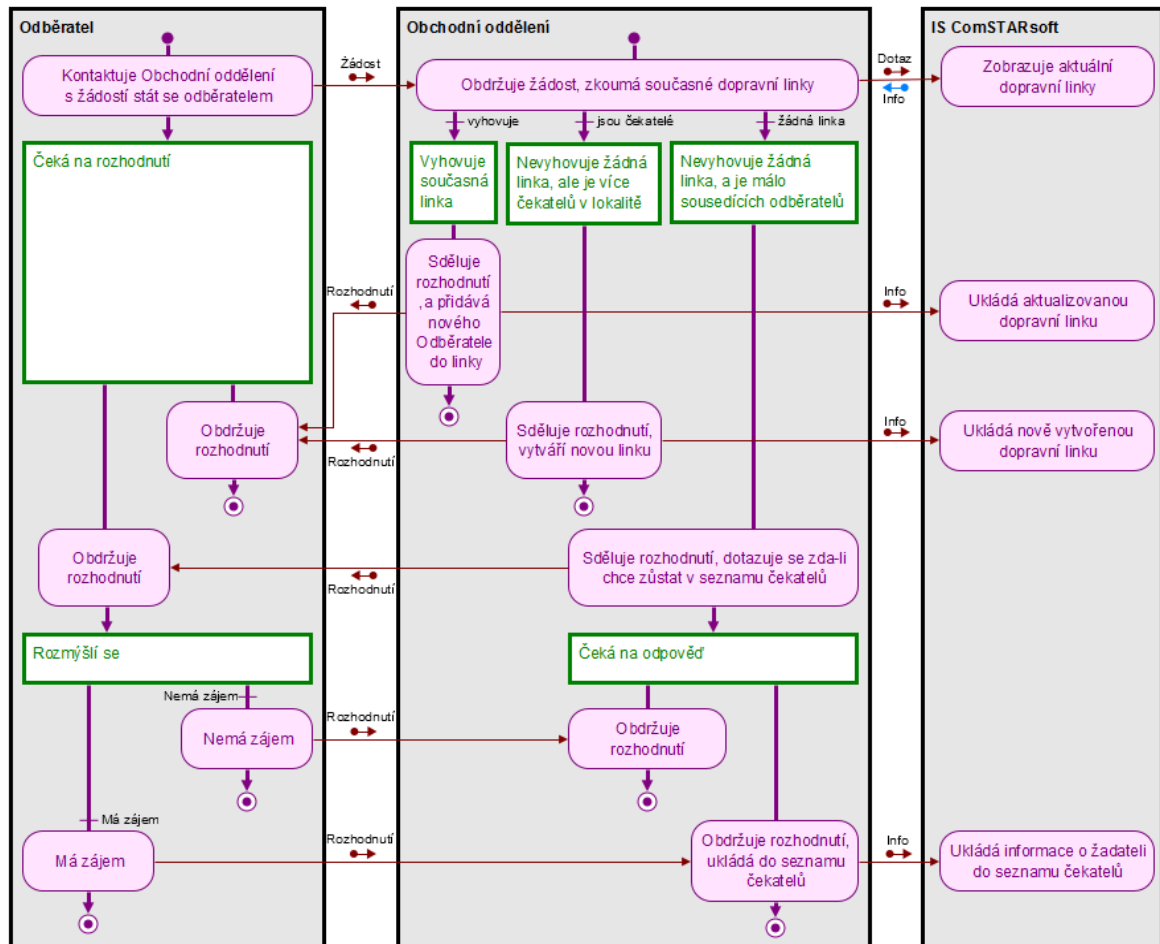 Odběratel
Obchodní oddělení
IS ComSTARsoft
Kontaktuje Obchodní oddělení
s žádostí stát se odběratelem
Žádost
Obdržuje žádost, zkoumá současné dopravní linky
Dotaz
Info
Zobrazuje aktuální
dopravní linky
vyhovuje
jsou čekatelé
žádná linka
Čeká na rozhodnutí
Vyhovuje
současná
linka
Nevyhovuje žádná
linka, ale je více
čekatelů v lokalitě
Nevyhovuje žádná
linka, a je málo
sousedících odběratelů
Rozhodnutí
Sděluje
rozhodnutí
,a přidává
nového
Odběratele
do linky
Info
Ukládá aktualizovanou
dopravní linku
Obdržuje
rozhodnutí
Rozhodnutí
Sděluje rozhodnutí,
vytváří novou linku
Info
Ukládá nově vytvořenou
dopravní linku
Obdržuje
rozhodnutí
Rozhodnutí
Sděluje rozhodnutí, dotazuje se zda-li
chce zůstat v seznamu čekatelů
Rozmýšlí se
Čeká na odpověď
Nemá zájem
Nemá zájem
Rozhodnutí
Obdržuje
rozhodnutí
Má zájem
Má zájem
Rozhodnutí
Obdržuje rozhodnutí,
ukládá do seznamu
čekatelů
Info
Ukládá informace o žadateli
do seznamu čekatelů